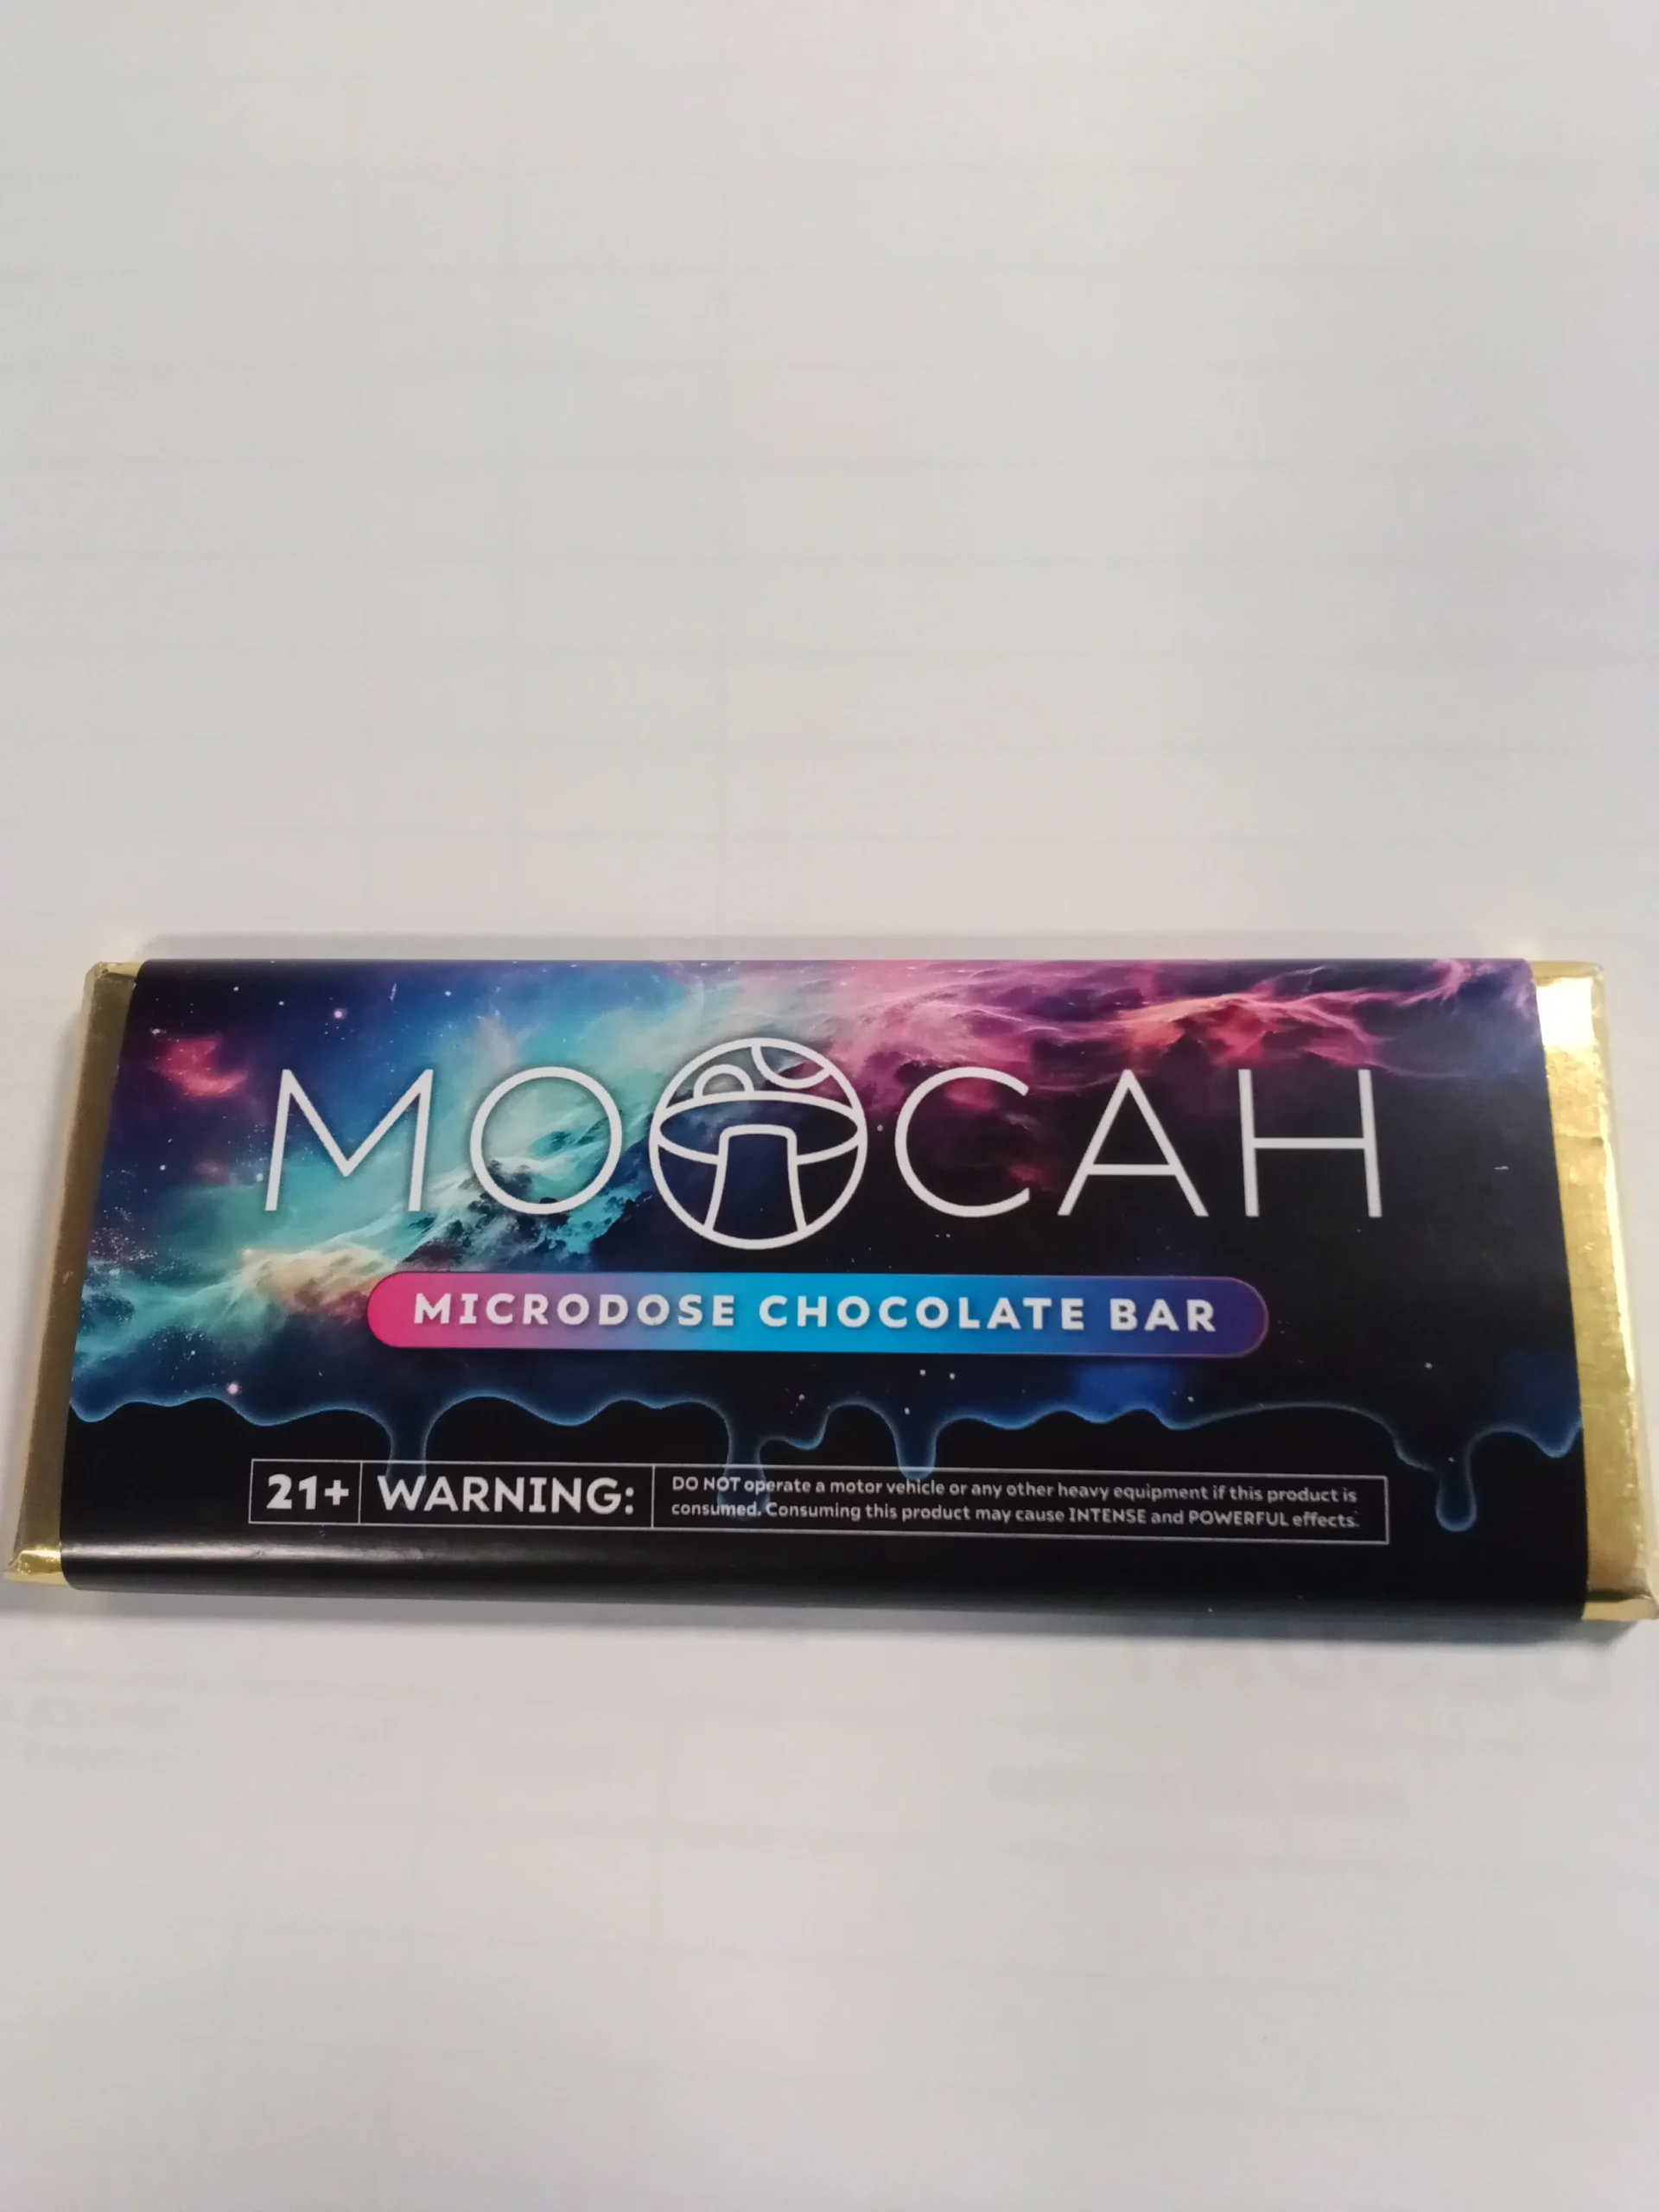 MOOCAH
MICRODOSE CHOCOLATE BAR
21+ WARNING:
DO NOT operate a motor vehicle or any other heavy equipment if this product is
consumed. Consuming this product may cause INTENSE and POWERFUL effects.